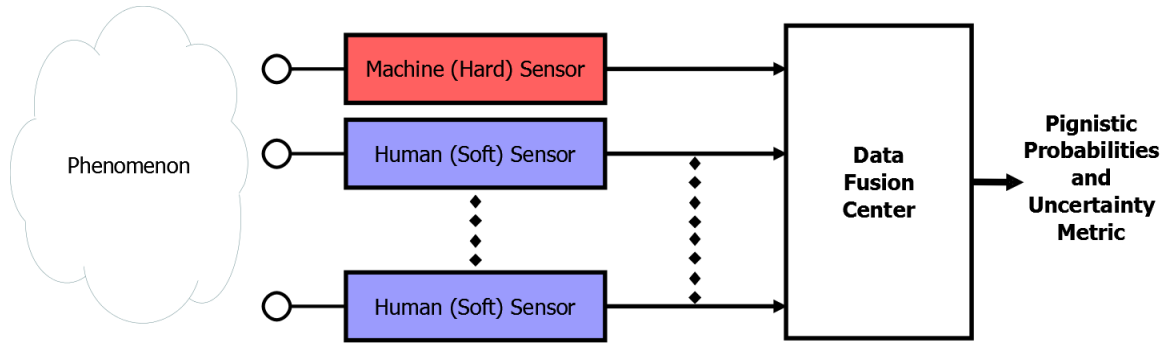 Phenomenon
Machine (Hard) Sensor
Human (Soft) Sensor
Human (Soft) Sensor
Data
Fusion
Center
Pignistic
Probabilities
and
Uncertainty
Metric